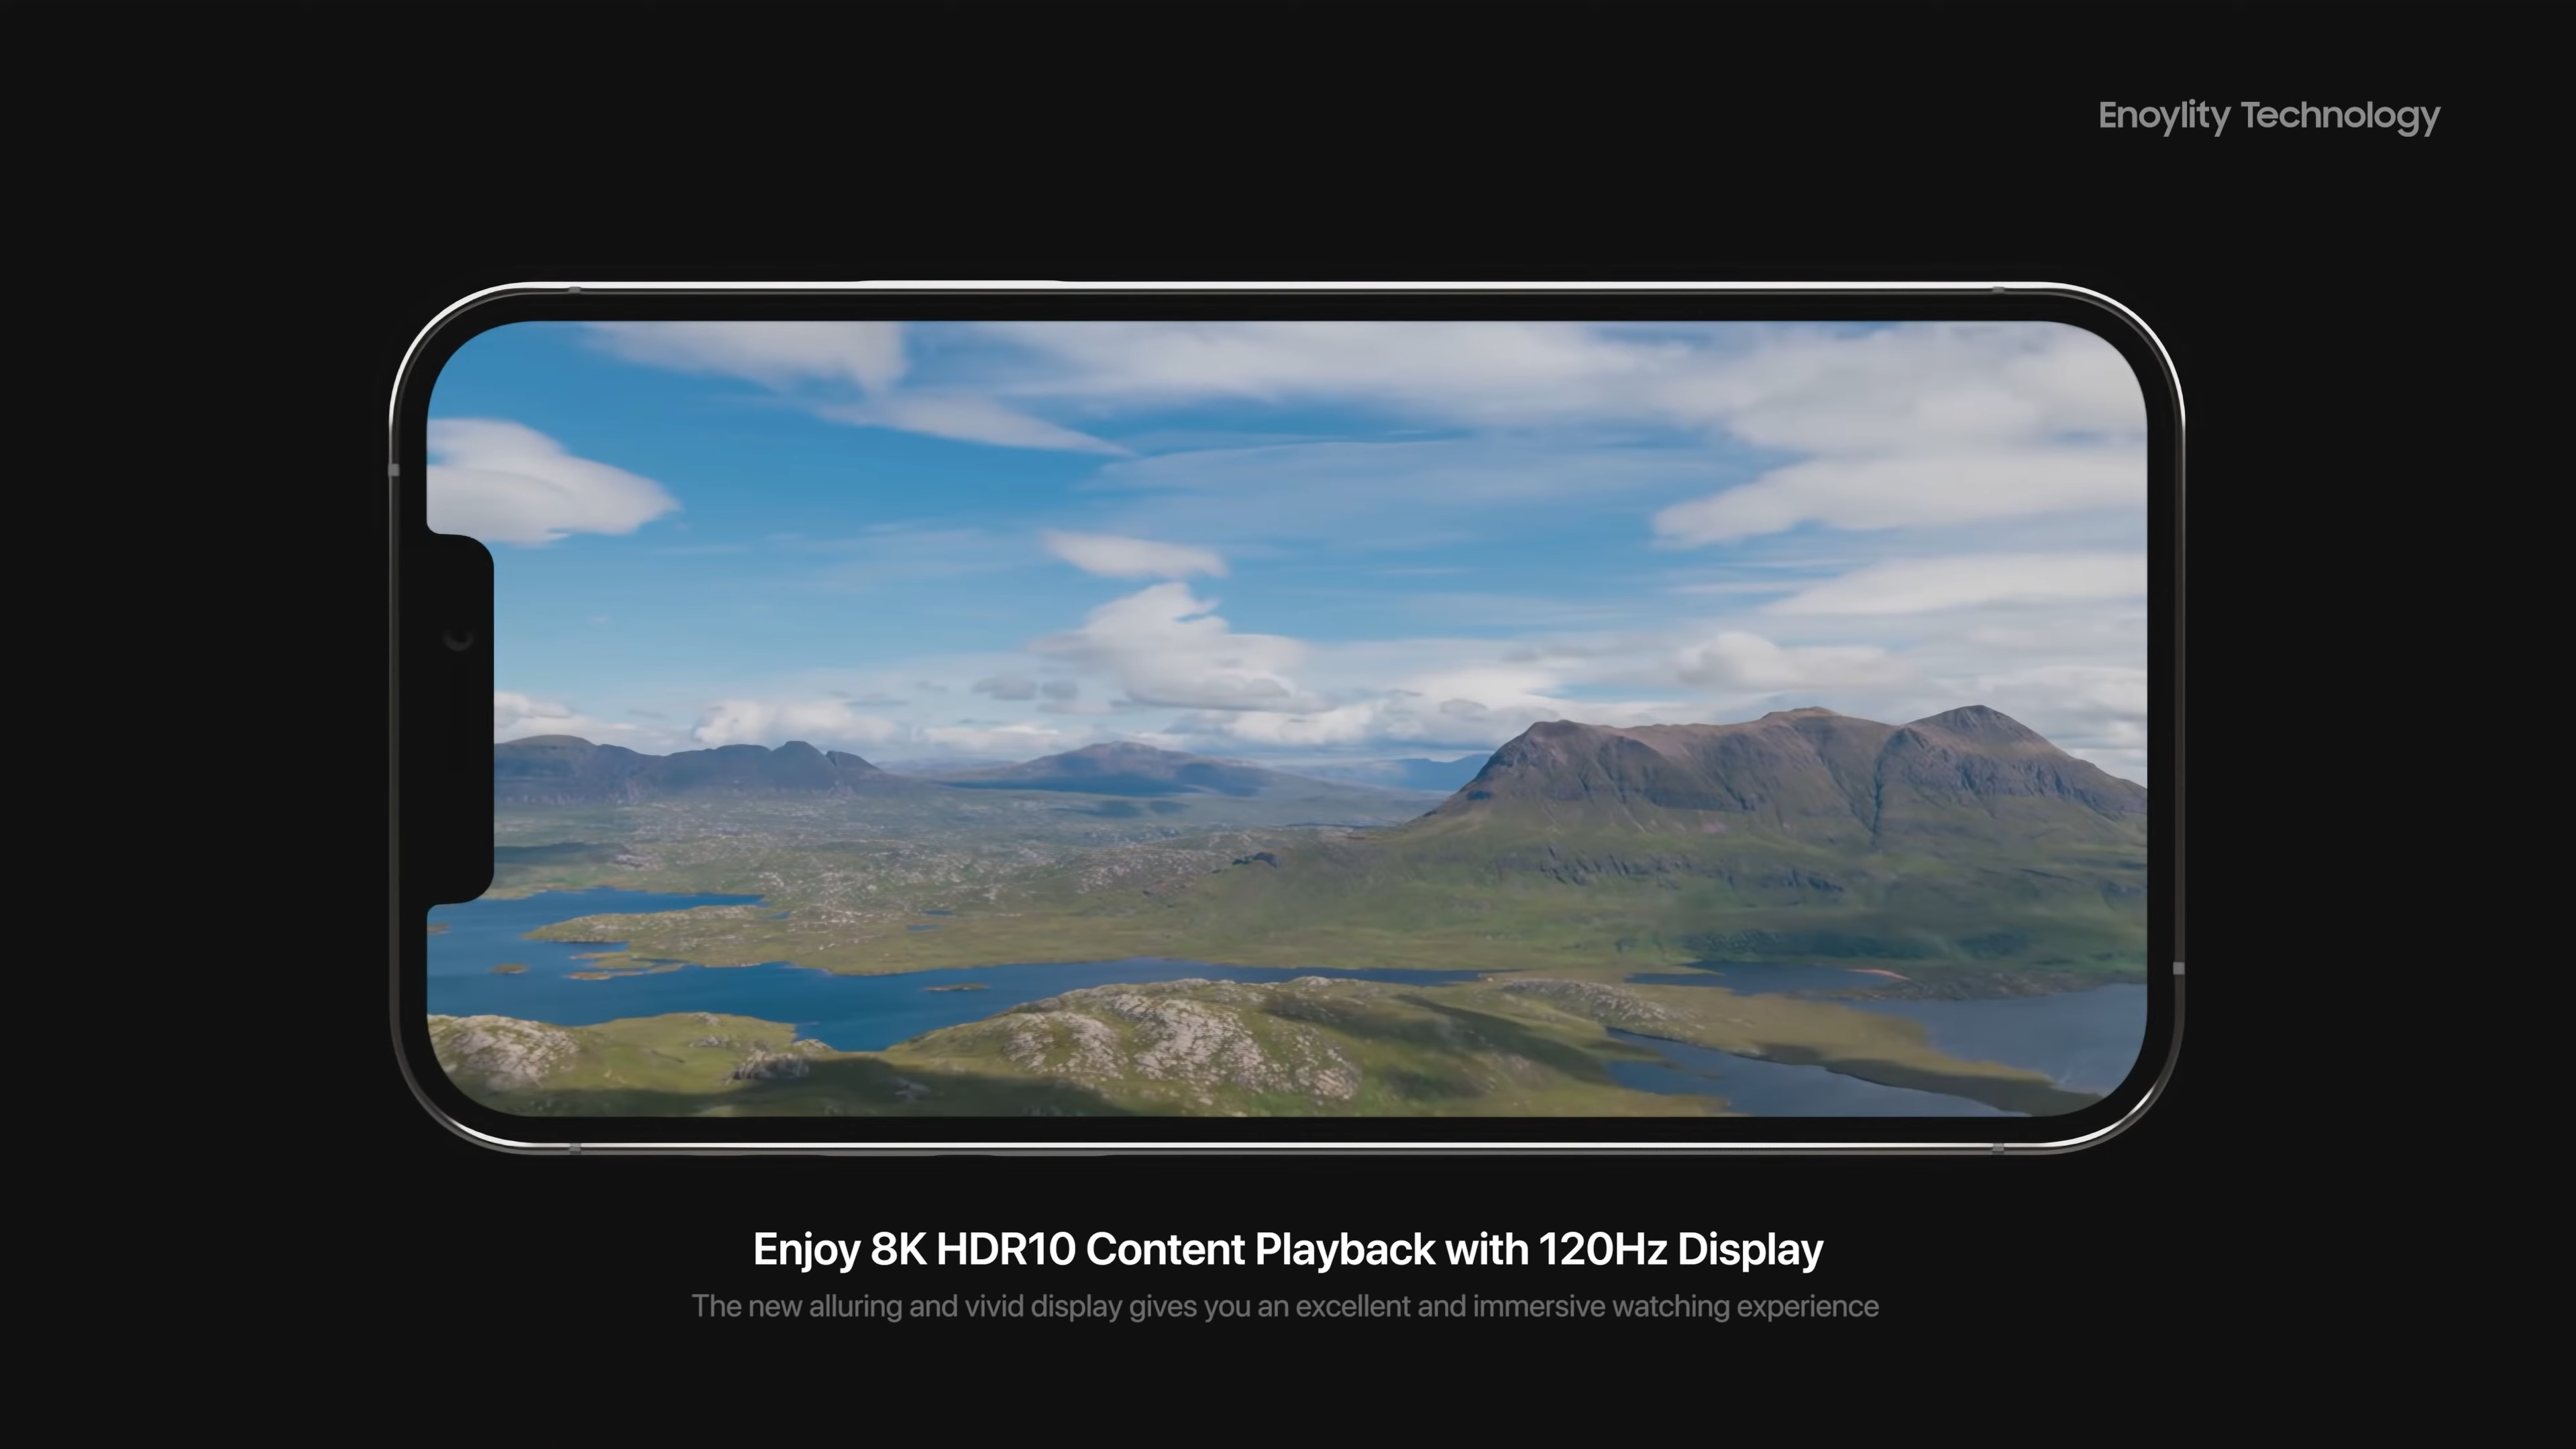 Enoylity Technology
Enjoy 8K HDR10 Content Playback with 120Hz Display
The new alluring and vivid display gives you an excellent and immersive watching experience